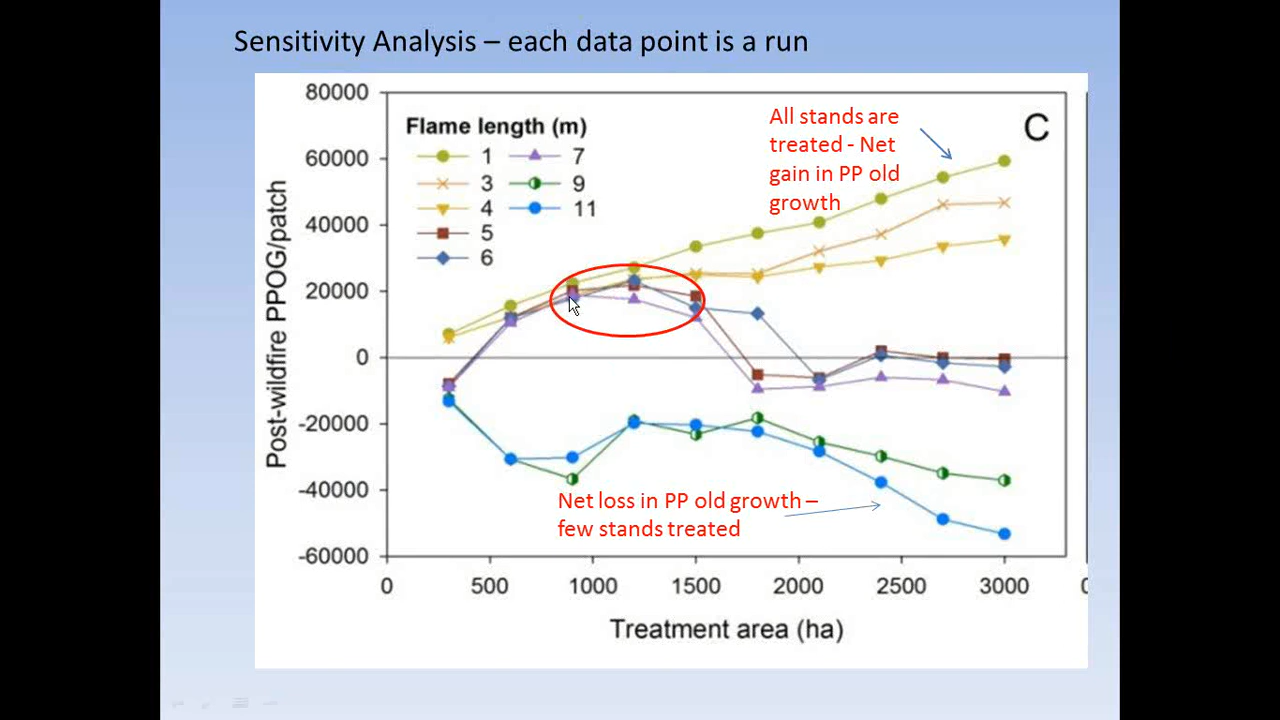 Sensitivity Analysis – each data point is a run
80000
60000
40000
20000
0
-20000
-40000
-60000
Post-wildfire PPOG/patch
Flame length (m)
1
3
4
5
6
7
9
11
All stands are
treated - Net
gain in PP old
growth
C
Net loss in PP old growth –
few stands treated
0 500 1000 1500 2000 2500 3000
Treatment area (ha)